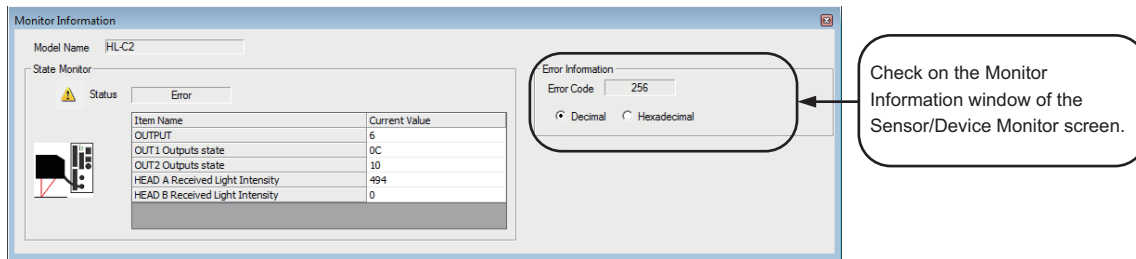 Monitor Information
Model Name HL-C2
State Monitor
Status Error
Item Name Current Value
OUTPUT 6
OUT1 Outputs state 0C
OUT2 Outputs state 10
HEAD A Received Light Intensity 494
HEAD B Received Light Intensity 0
Error Information
Error Code 256
Decimal Hexadecimal
Check on the Monitor
Information window of the
Sensor/Device Monitor screen.